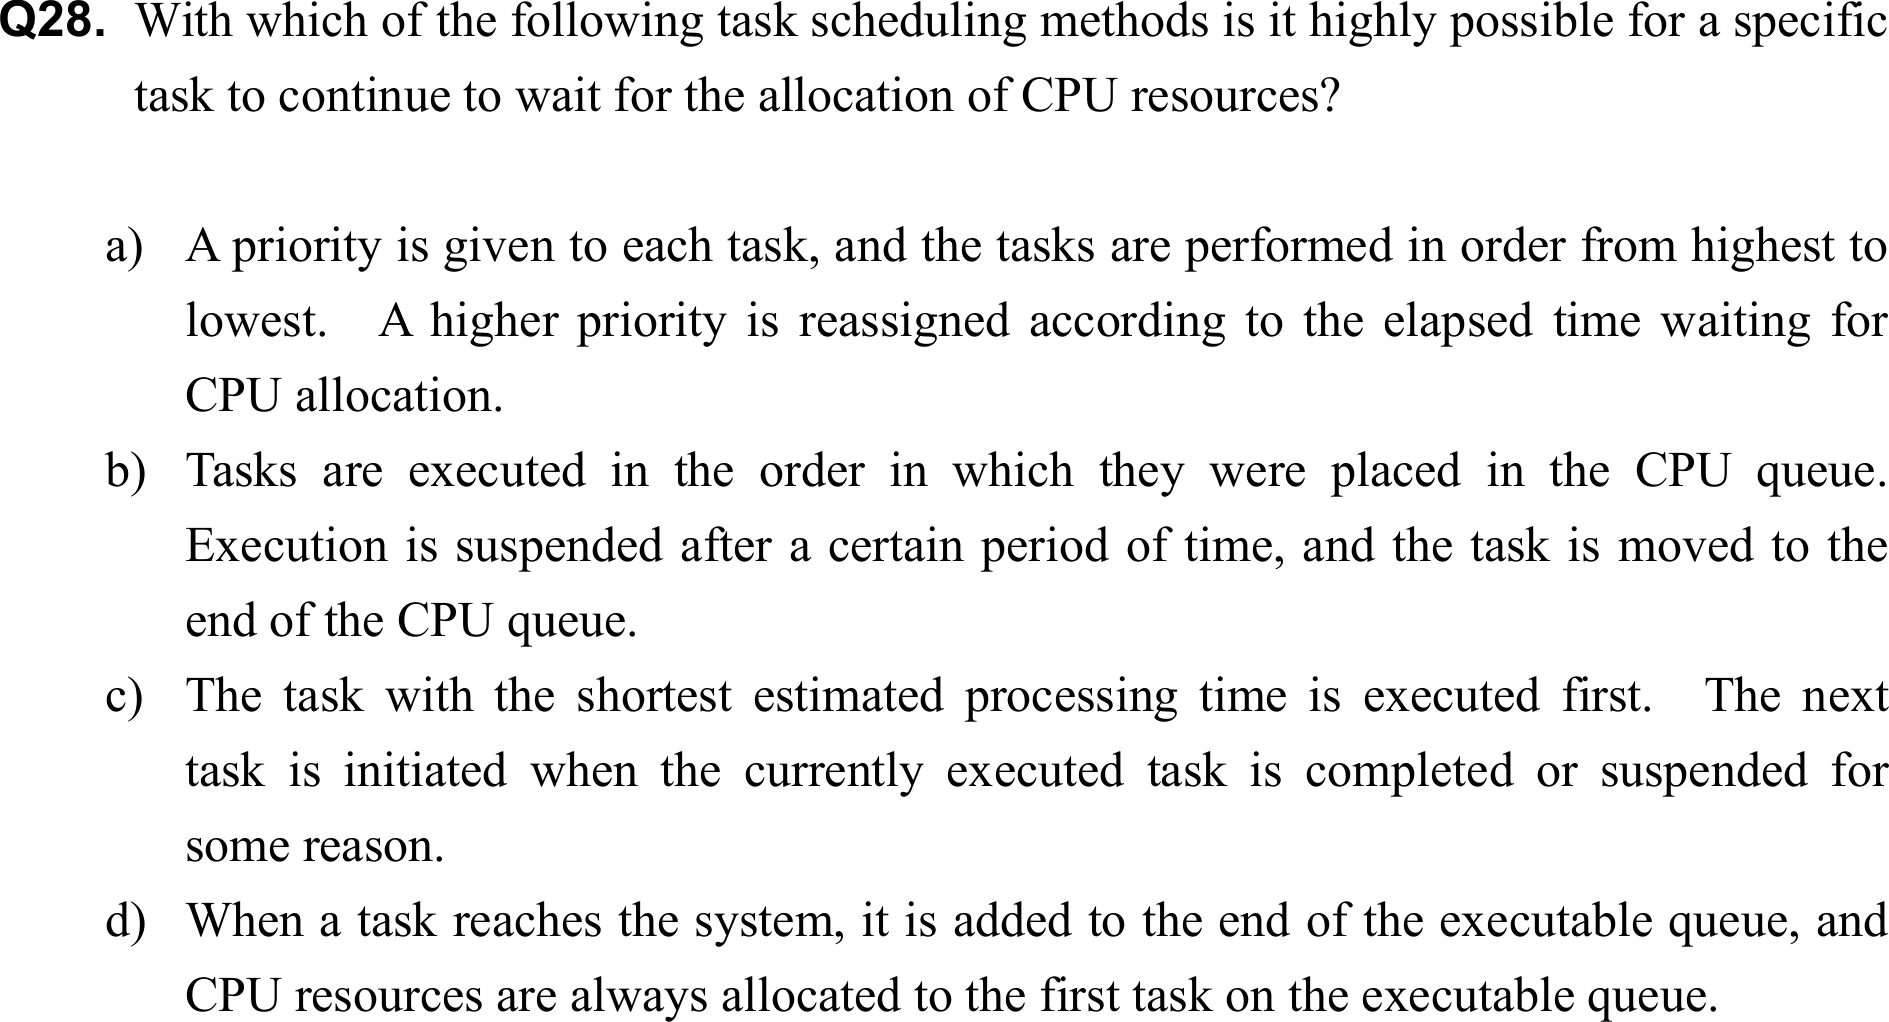 Q28. With which of the following task scheduling methods is it highly possible for a specific
task to continue to wait for the allocation of CPU resources?
a) A priority is given to each task, and the tasks are performed in order from highest to
lowest. A higher priority is reassigned according to the elapsed time waiting for
CPU allocation.
b) Tasks are executed in the order in which they were placed in the CPU queue.
Execution is suspended after a certain period of time, and the task is moved to the
end of the CPU queue.
c) The task with the shortest estimated processing time is executed first. The next
task is initiated when the currently executed task is completed or suspended for
some reason.
d) When a task reaches the system, it is added to the end of the executable queue, and
CPU resources are always allocated to the first task on the executable queue.